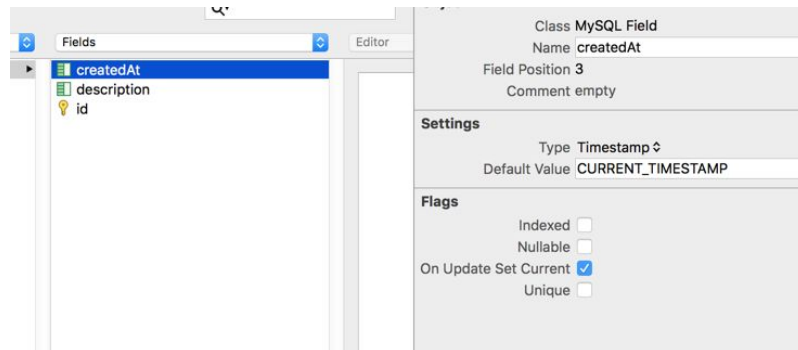 Fields
Editor
createdAt
description
id
Class MySQL Field
Name createdAt
Field Position 3
Comment empty
Settings
Type Timestamp
Default Value CURRENT_TIMESTAMP
Flags
Indexed
Nullable
On Update Set Current
Unique